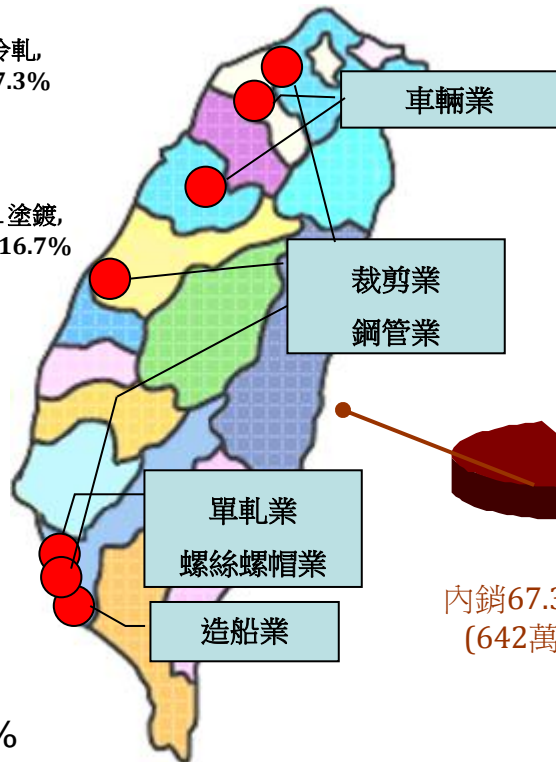 冷軋,
7.3%
車輛業
塗鍍,
16.7%
裁剪業
鋼管業
單軋業
螺絲螺帽業
內銷67.3
(642萬
造船業
%